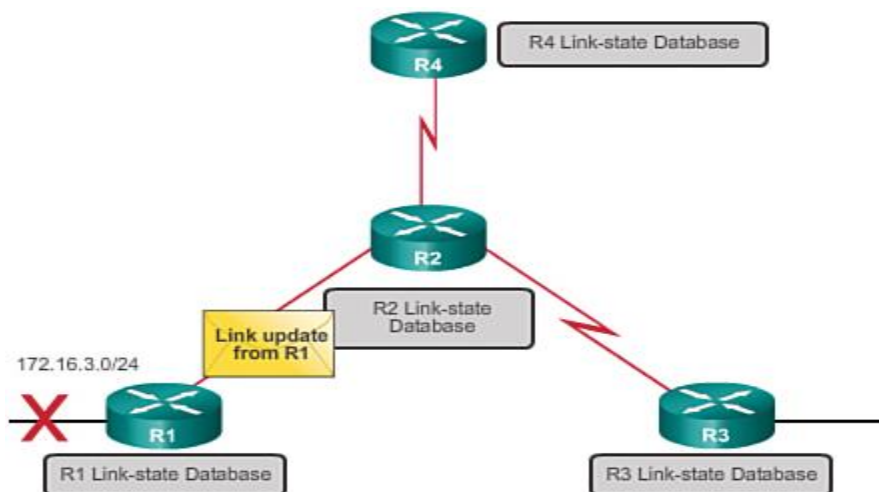 R4
R4 Link-state Database
R2
R2 Link-state
Database
Link update
from R1
172.16.3.0/24
R1
R1 Link-state Database
R3
R3 Link-state Database